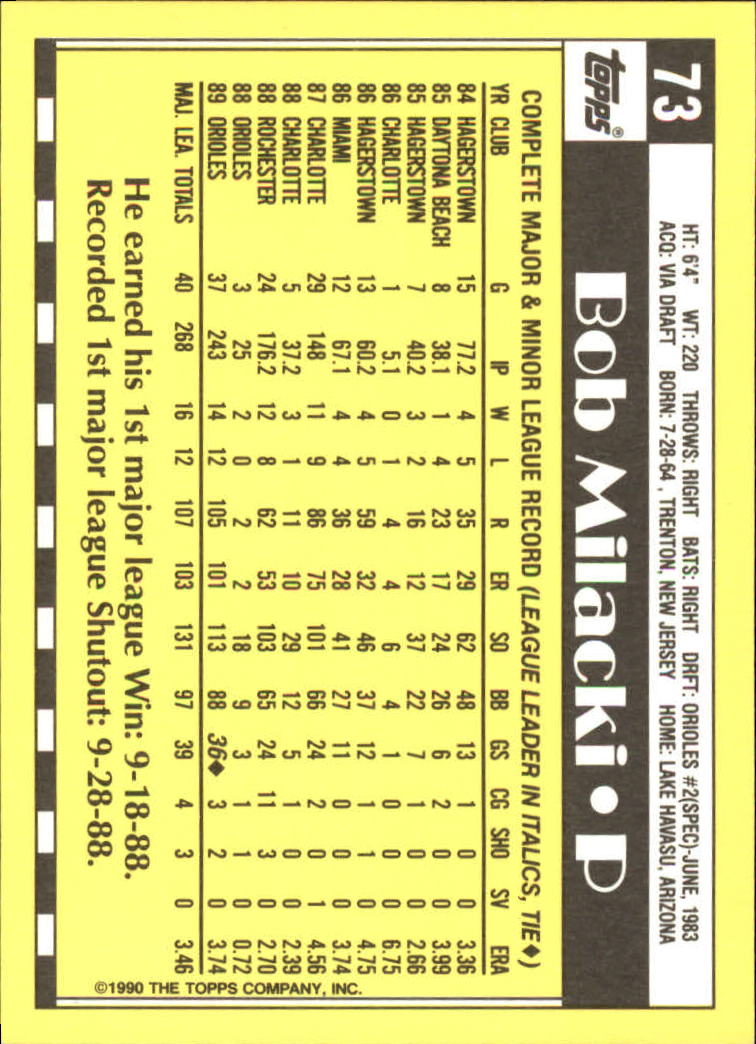 73
topps®
HT: 6'4" WT: 220 THROWS: RIGHT BATS: RIGHT DRFT: ORIOLES #2(SPEC)-JUNE, 1983
ACQ: VIA DRAFT BORN: 7-28-64, TRENTON, NEW JERSEY HOME: LAKE HAVASU, ARIZONA
Bob Milacki • P
COMPLETE MAJOR & MINOR LEAGUE RECORD (LEAGUE LEADER IN ITALICS, TIE♦)
YR CLUB G IP W L R ER SO BB GS CG SHO SV ERA
84 HAGERSTOWN 15 77.2 4 5 35 29 62 48 13 1 0 0 3.36
85 DAYTONA BEACH 8 38.1 1 4 23 17 24 26 6 2 0 0 3.99
85 HAGERSTOWN 7 40.2 3 2 16 12 37 22 7 1 0 0 2.66
86 CHARLOTTE 1 5.1 0 1 4 4 6 4 1 0 0 0 6.75
86 HAGERSTOWN 13 60.2 4 5 59 32 46 37 12 1 1 0 4.75
86 MIAMI 12 67.1 4 4 36 28 41 27 11 0 0 0 3.74
87 CHARLOTTE 29 148 11 9 86 75 101 66 24 2 0 1 4.56
88 CHARLOTTE 5 37.2 3 1 11 10 29 12 5 1 0 0 2.39
88 ROCHESTER 24 176.2 12 8 62 53 103 65 24 11 3 0 2.70
88 ORIOLES 3 25 2 0 2 2 18 9 3 1 1 0 0.72
89 ORIOLES 37 243 14 12 105 101 113 88 36♦ 3 2 0 3.74
MAJ. LEA. TOTALS 40 268 16 12 107 103 131 97 39 4 3 0 3.46
He earned his 1st major league Win: 9-18-88.
Recorded 1st major league Shutout: 9-28-88.
©1990 THE TOPPS COMPANY, INC.